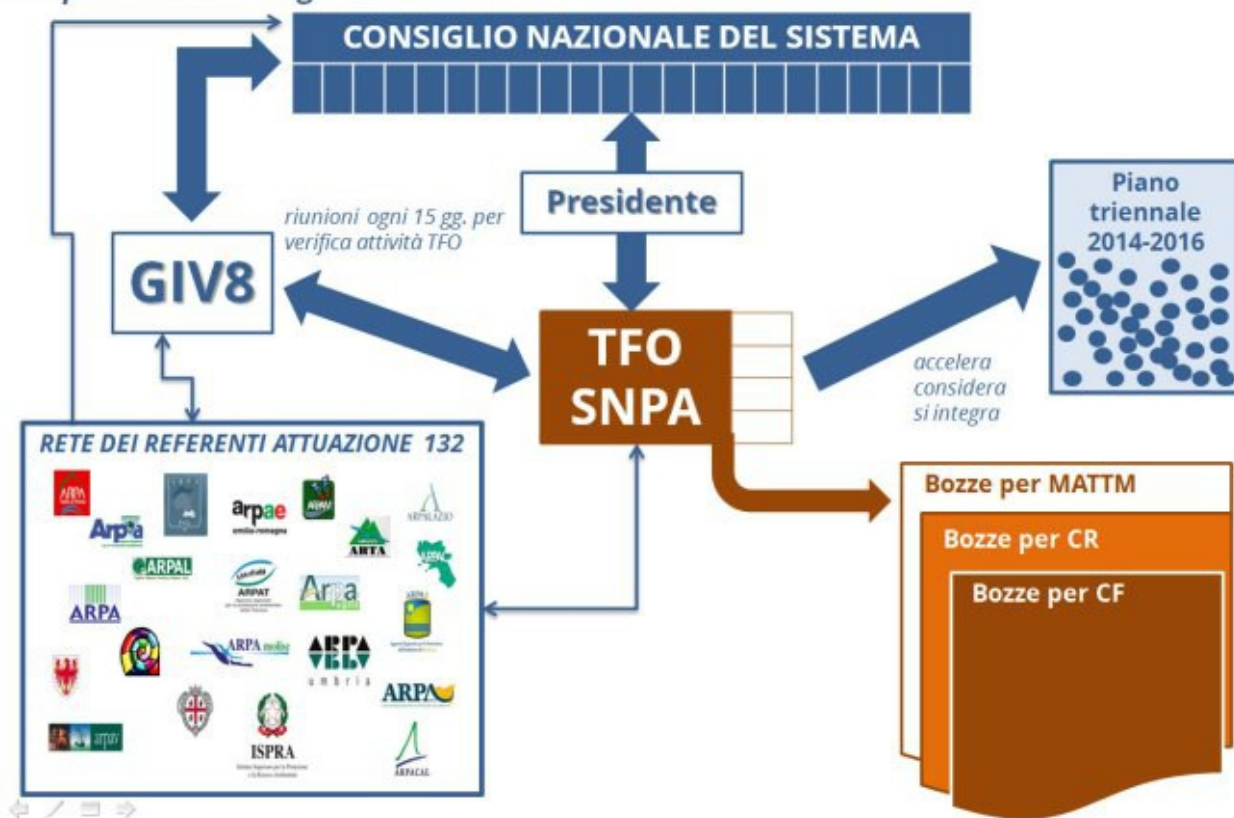 CONSIGLIO NAZIONALE DEL SISTEMA
Presidente
riunioni ogni 15 gg. per
verifica attività TFO
GIV8
Piano
triennale
2014-2016
TFO
SNPA
accelera
considera
si integra
RETE DEI REFERENTI ATTUAZIONE 132
ARPA
arpae
emilia-romagna
ARPALAZIO
Arpa
ARTA
ARPAL
ARPAT
Arpa
ARPA
ARPA molise
ARPA
umbria
ARPA
arpav
ISPRA
ARPACAL
Bozze per MATTM
Bozze per CR
Bozze per CF